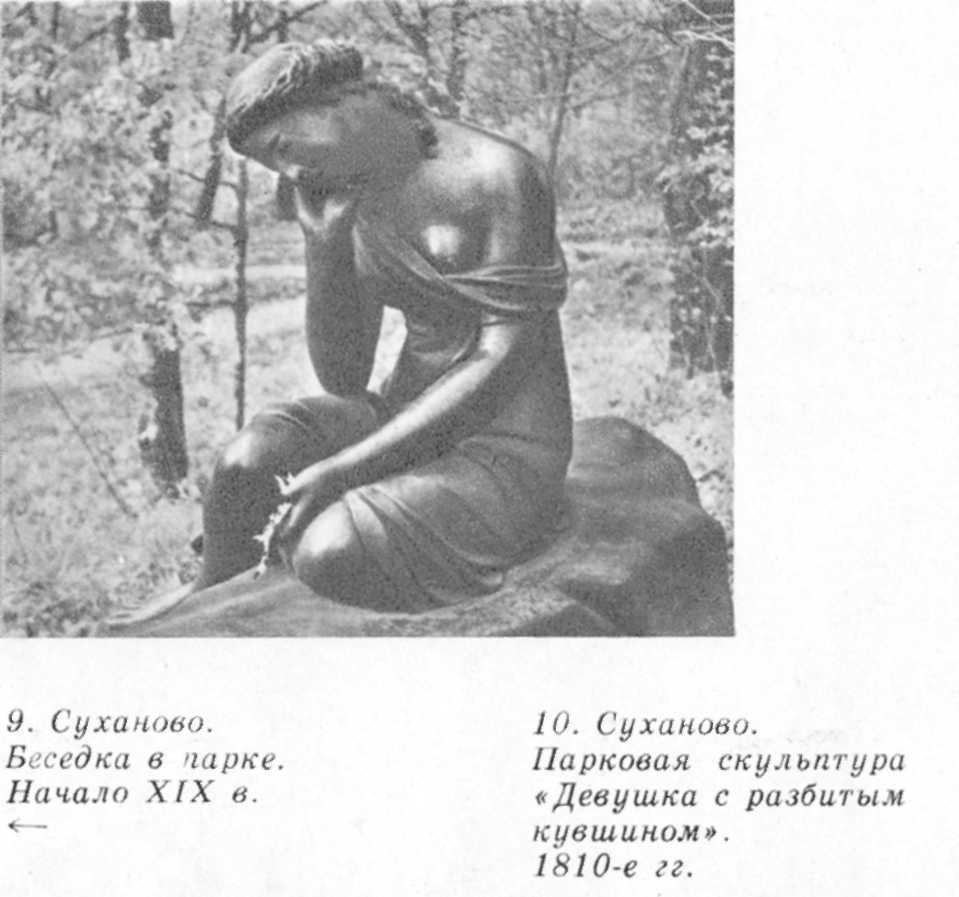 9. Суханово.
Беседка в парке.
Начало XIX в.
←
10. Суханово.
Парковая скульптура
«Девушка с разбитым
кувшином».
1810-е гг.